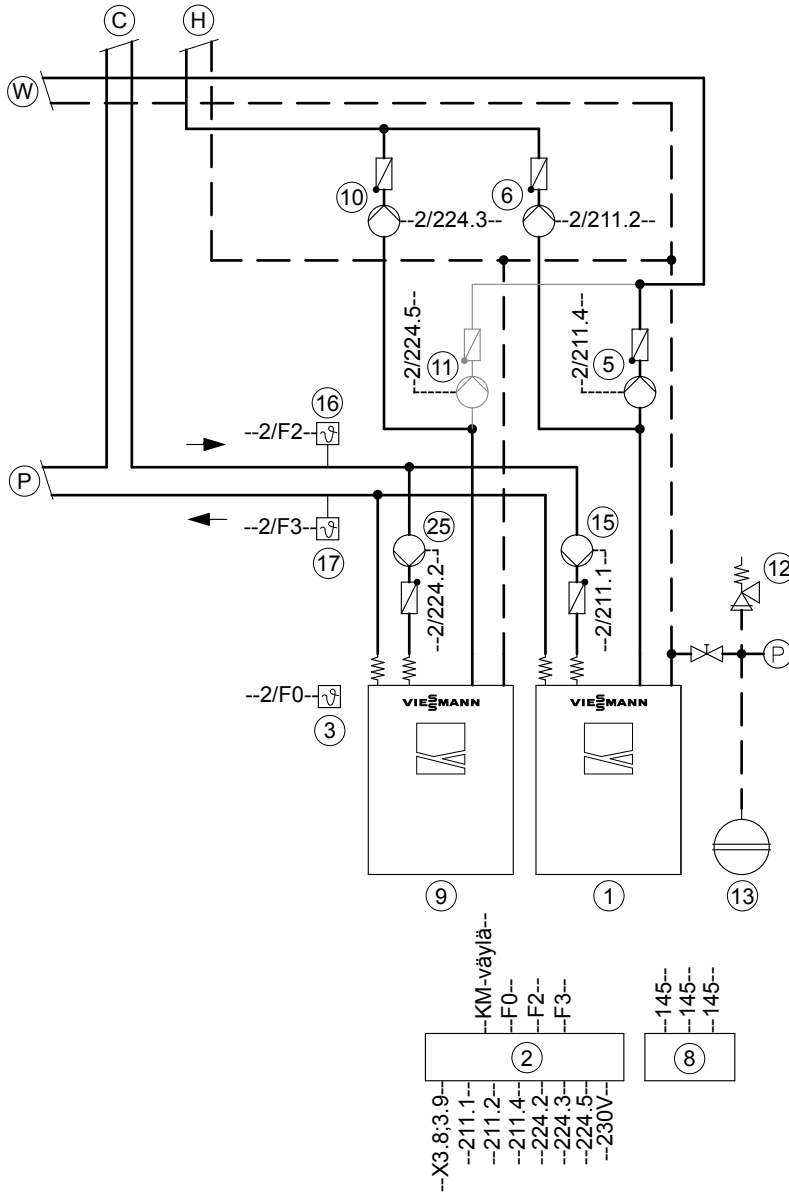 C H
W
10 6
--2/224.3-- --2/211.2--
--2/224.5-- --2/211.4--
11 5
16
--2/F2--
P
--2/F3--
17
25 15
--2/224.2-- --2/211.1--
12
P
--2/F0--
3
VIESMANN VIESMANN
9 1 13
--KM-väylä-- --F0-- --F2-- --F3--
--145-- --145-- --145--
2 8
--X3.8;3.9-- --211.1-- --211.2-- --211.4-- --224.2-- --224.3-- --224.5-- --230V--